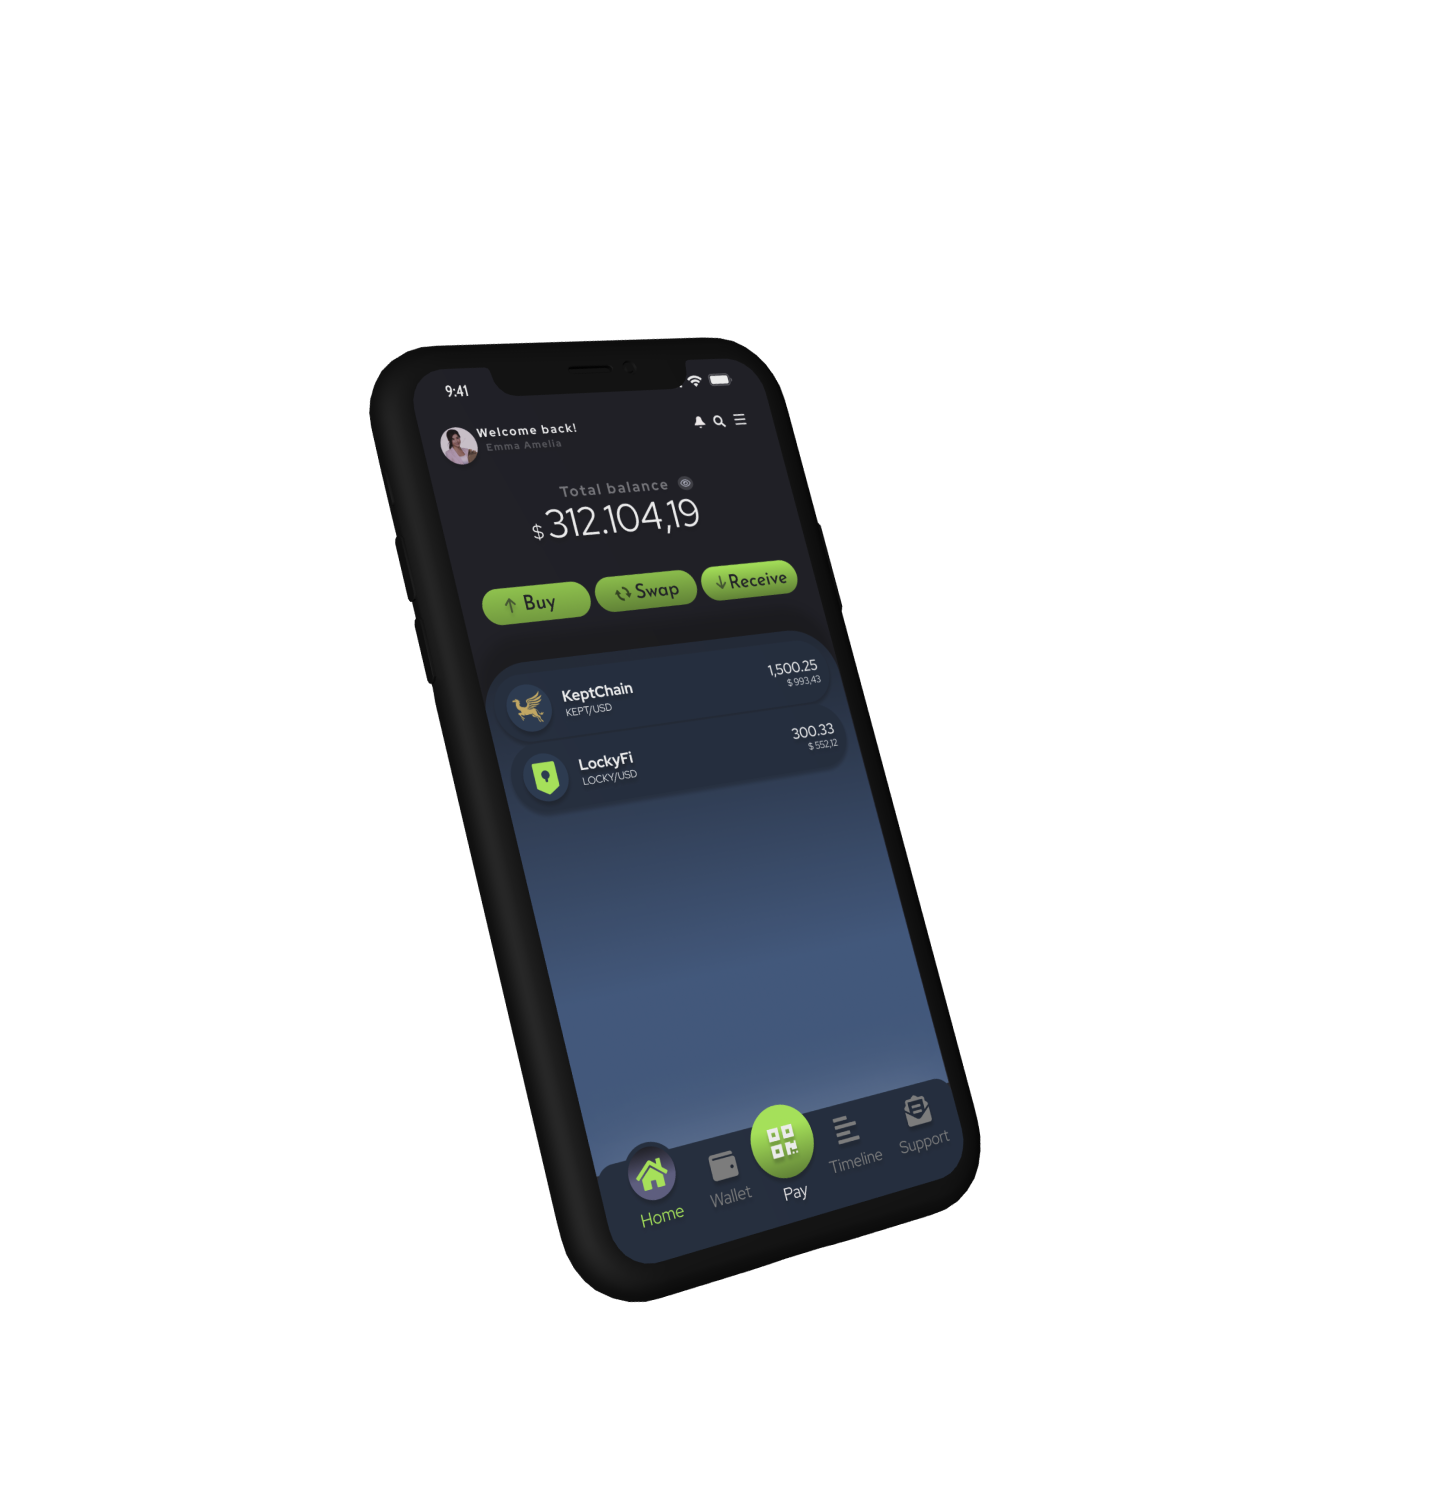 9:41
Welcome back!
Emma Amelia
Total balance
$ 312.104,19
Buy
Swap
Receive
KeptChain
1,500.25
KEPT/USD
$ 993,43
LockyFi
300.33
LOCKY/USD
$ 552,12
Home
Wallet
Pay
Timeline
Support